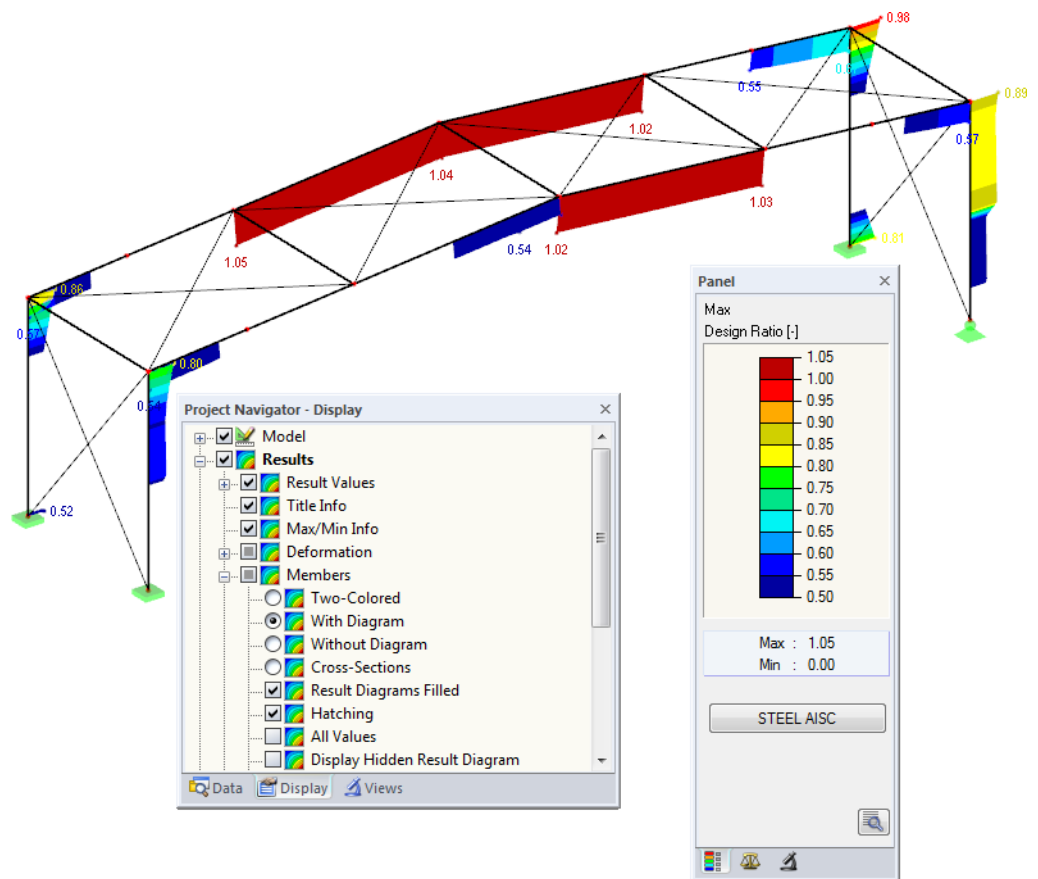 0.98
0.55
0.89
0.57
1.02
1.04
1.03
0.54
1.02
1.05
0.81
0.86
0.57
0.80
0.52
Project Navigator - Display
Model
Results
Result Values
Title Info
Max/Min Info
Deformation
Members
Two-Colored
With Diagram
Without Diagram
Cross-Sections
Result Diagrams Filled
Hatching
All Values
Display Hidden Result Diagram
Data Display Views
Panel
Max
Design Ratio [-]
1.05
1.00
0.95
0.90
0.85
0.80
0.75
0.70
0.65
0.60
0.55
0.50
Max : 1.05
Min : 0.00
STEEL AISC